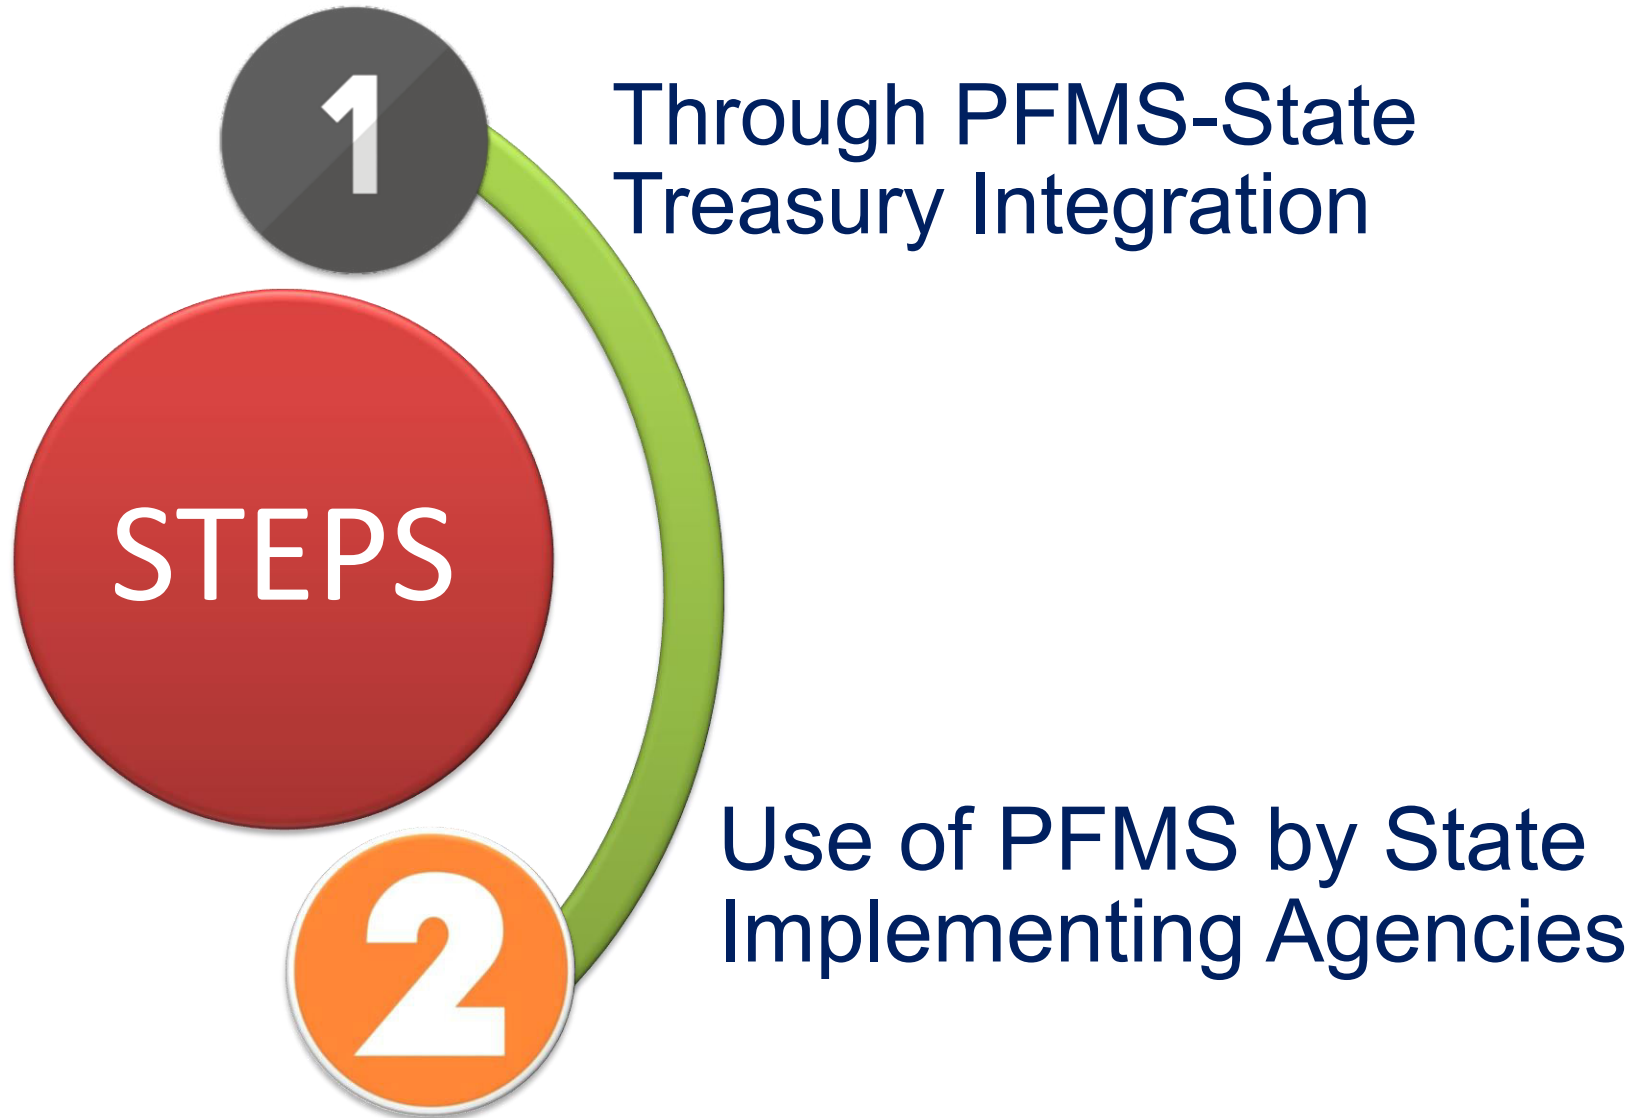 1
Through PFMS-State
Treasury Integration
STEPS
2
Use of PFMS by State
Implementing Agencies